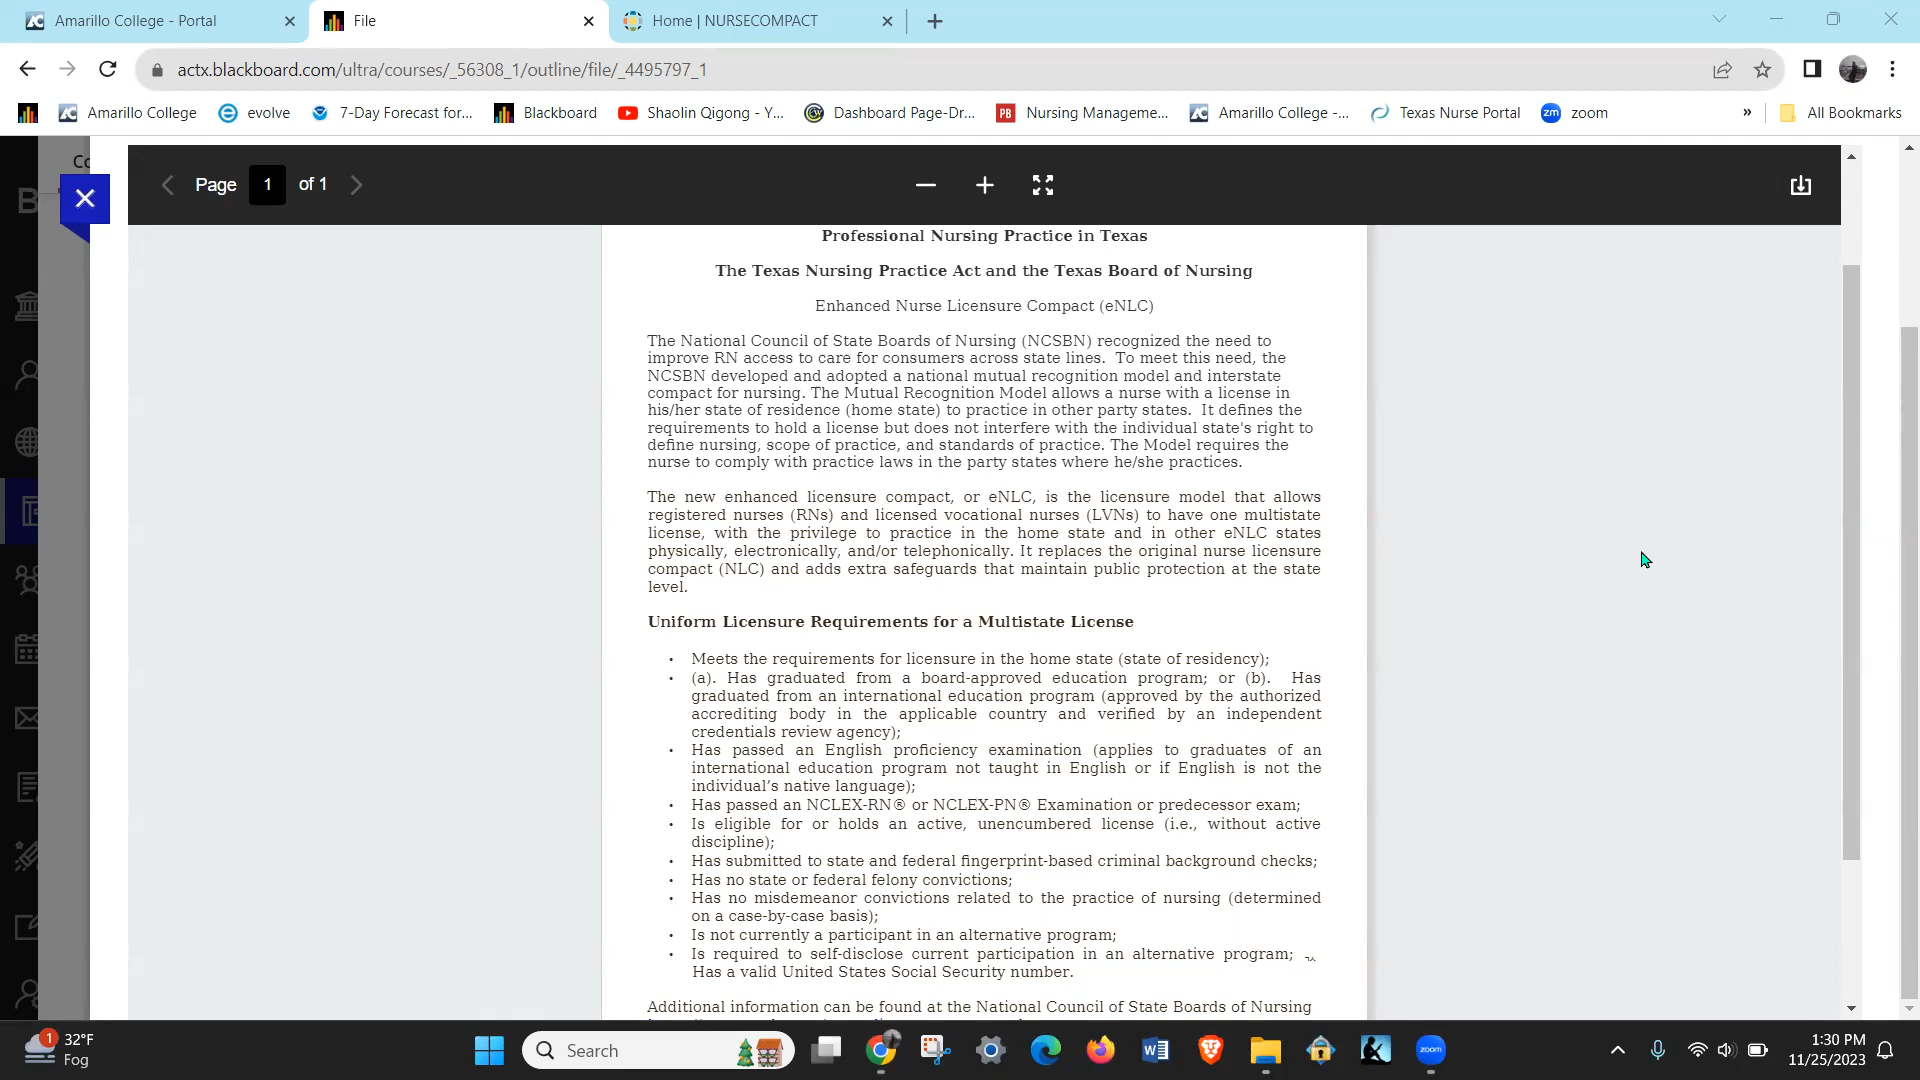 Amarillo College - Portal
File
Home | NURSECOMPACT
actx.blackboard.com/ultra/courses/_56308_1/outline/file/_4495797_1
Amarillo College
evolve
7-Day Forecast for...
Blackboard
Shaolin Qigong - Y...
Dashboard Page-Dr...
PB
Nursing Manageme...
Amarillo College -...
Texas Nurse Portal
zm
zoom
»
All Bookmarks
Page 1 of 1
Professional Nursing Practice in Texas
The Texas Nursing Practice Act and the Texas Board of Nursing
Enhanced Nurse Licensure Compact (eNLC)
The National Council of State Boards of Nursing (NCSBN) recognized the need to
improve RN access to care for consumers across state lines. To meet this need, the
NCSBN developed and adopted a national mutual recognition model and interstate
compact for nursing. The Mutual Recognition Model allows a nurse with a license in
his/her state of residence (home state) to practice in other party states. It defines the
requirements to hold a license but does not interfere with the individual state's right to
define nursing, scope of practice, and standards of practice. The Model requires the
nurse to comply with practice laws in the party states where he/she practices.
The new enhanced licensure compact, or eNLC, is the licensure model that allows
registered nurses (RNs) and licensed vocational nurses (LVNs) to have one multistate
license, with the privilege to practice in the home state and in other eNLC states
physically, electronically, and/or telephonically. It replaces the original nurse licensure
compact (NLC) and adds extra safeguards that maintain public protection at the state
level.
Uniform Licensure Requirements for a Multistate License
• Meets the requirements for licensure in the home state (state of residency);
• (a). Has graduated from a board-approved education program; or (b). Has
graduated from an international education program (approved by the authorized
accrediting body in the applicable country and verified by an independent
credentials review agency);
• Has passed an English proficiency examination (applies to graduates of an
international education program not taught in English or if English is not the
individual’s native language);
• Has passed an NCLEX-RN® or NCLEX-PN® Examination or predecessor exam;
• Is eligible for or holds an active, unencumbered license (i.e., without active
discipline);
• Has submitted to state and federal fingerprint-based criminal background checks;
• Has no state or federal felony convictions;
• Has no misdemeanor convictions related to the practice of nursing (determined
on a case-by-case basis);
• Is not currently a participant in an alternative program;
• Is required to self-disclose current participation in an alternative program;
Has a valid United States Social Security number.
Additional information can be found at the National Council of State Boards of Nursing
1
32°F
Fog
Search
zoom
1:30 PM
11/25/2023